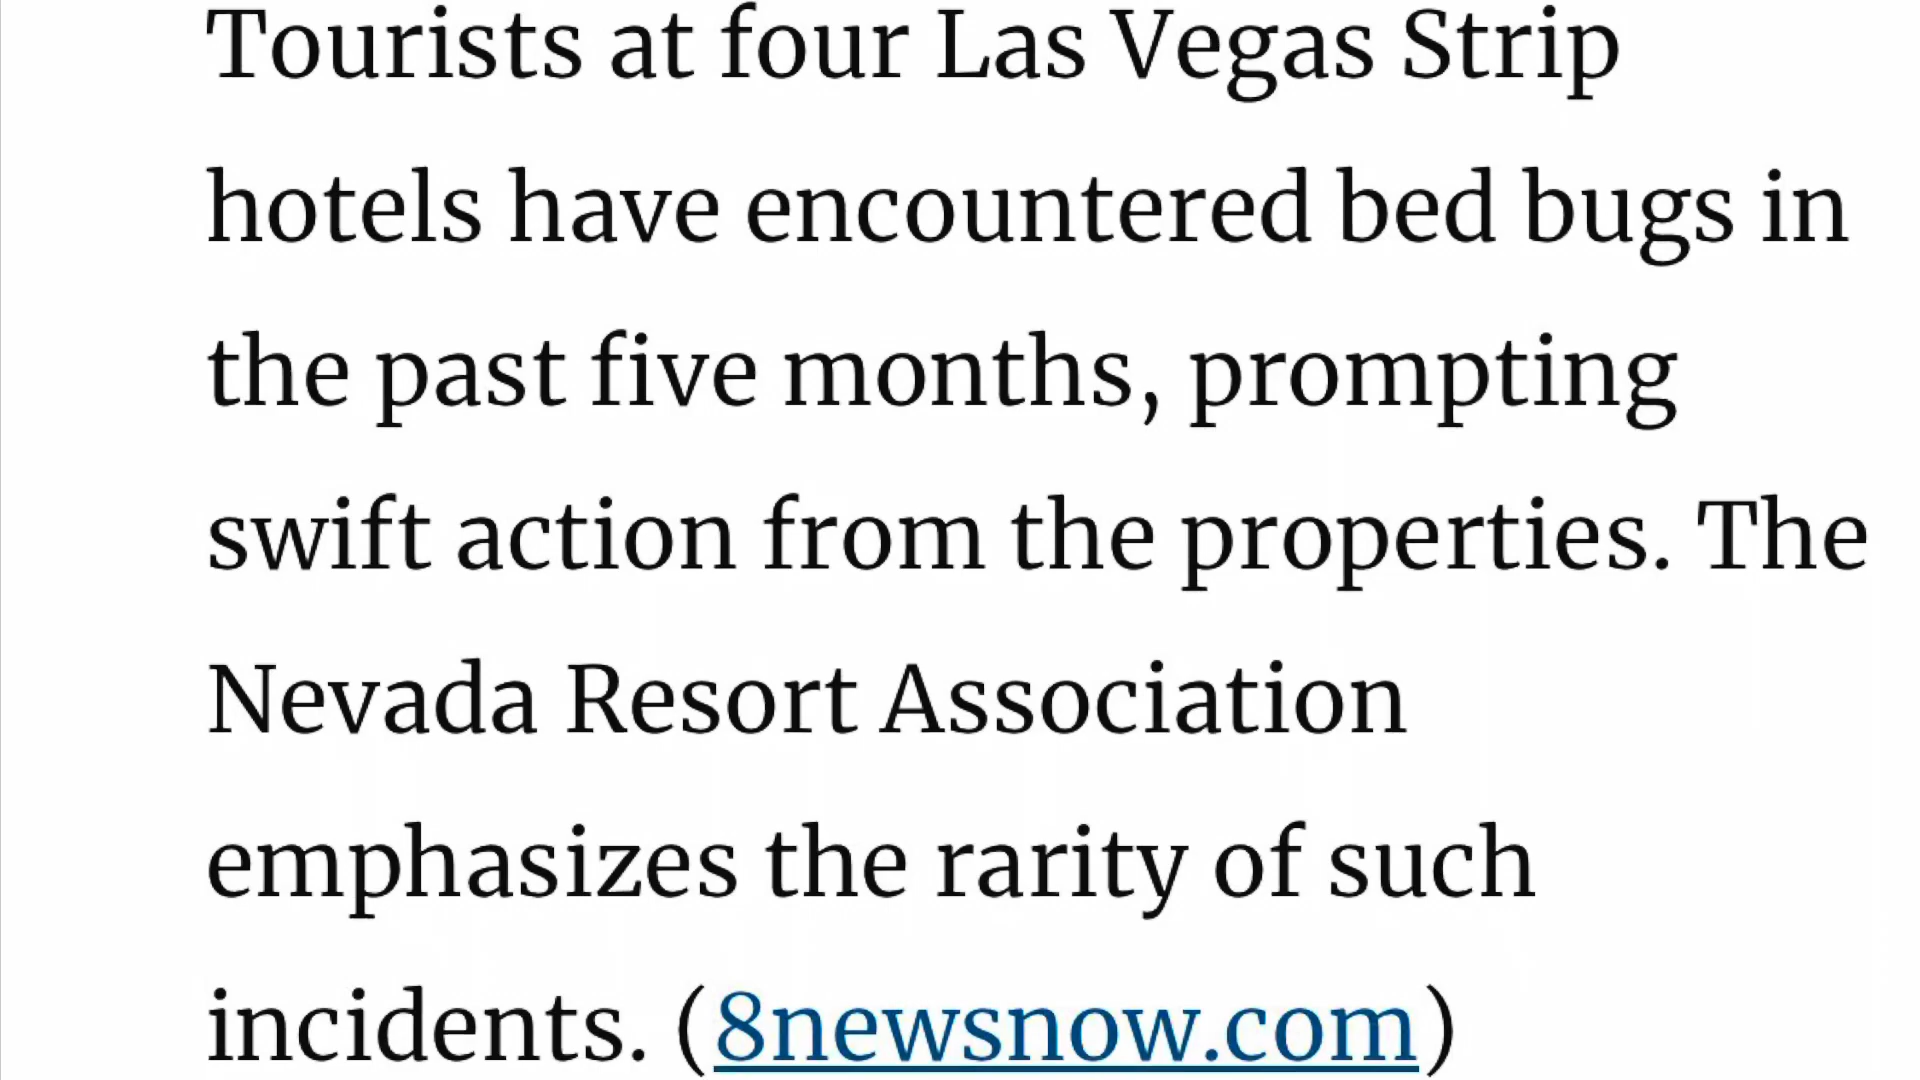 Tourists at four Las Vegas Strip
hotels have encountered bed bugs in
the past five months, prompting
swift action from the properties. The
Nevada Resort Association
emphasizes the rarity of such
incidents. (8newsnow.com)